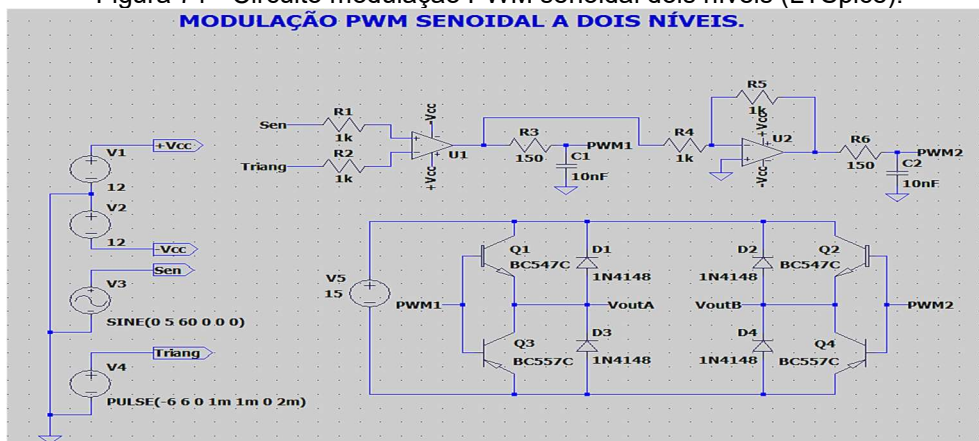 Figura 71 - Circuito modulação PWM senoidal dois níveis (LTSpice).
MODULAÇÃO PWM SENOIDAL A DOIS NÍVEIS.
V1
+Vcc
12
V2
12
-Vcc
Sen
V3
SINE(0 5 60 0 0 0)
Triang
V4
PULSE(-6 6 0 1m 1m 0 2m)
Sen
R1
1k
Triang
R2
1k
-Vcc
U1
+Vcc
R3
150
C1
10nF
PWM1
R4
1k
R5
1k
+Vcc
U2
-Vcc
R6
150
C2
10nF
PWM2
V5
15
PWM1
Q1
BC547C
D1
1N4148
VoutA
Q3
BC557C
D3
1N4148
D2
1N4148
Q2
BC547C
VoutB
PWM2
D4
1N4148
Q4
BC557C